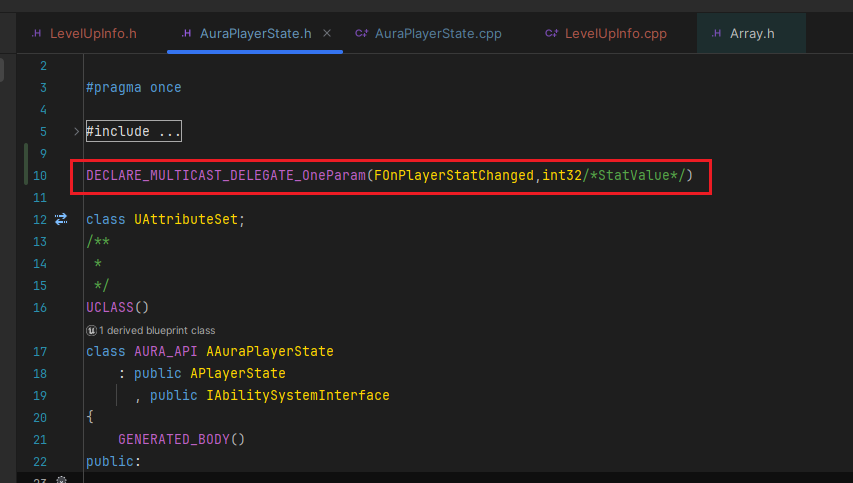 LevelUpInfo.h
AuraPlayerState.h
AuraPlayerState.cpp
LevelUpInfo.cpp
Array.h
2
3 #pragma once
4
5 #include ...
9
10 DECLARE_MULTICAST_DELEGATE_OneParam(FOnPlayerStatChanged,int32/*StatValue*/)
11
12 class UAttributeSet;
13 /**
14 *
15 */
16 UCLASS()
1 derived blueprint class
17 class AURA_API AAuraPlayerState
18 : public APlayerState
19 , public IAbilitySystemInterface
20 {
21 GENERATED_BODY()
22 public:
23